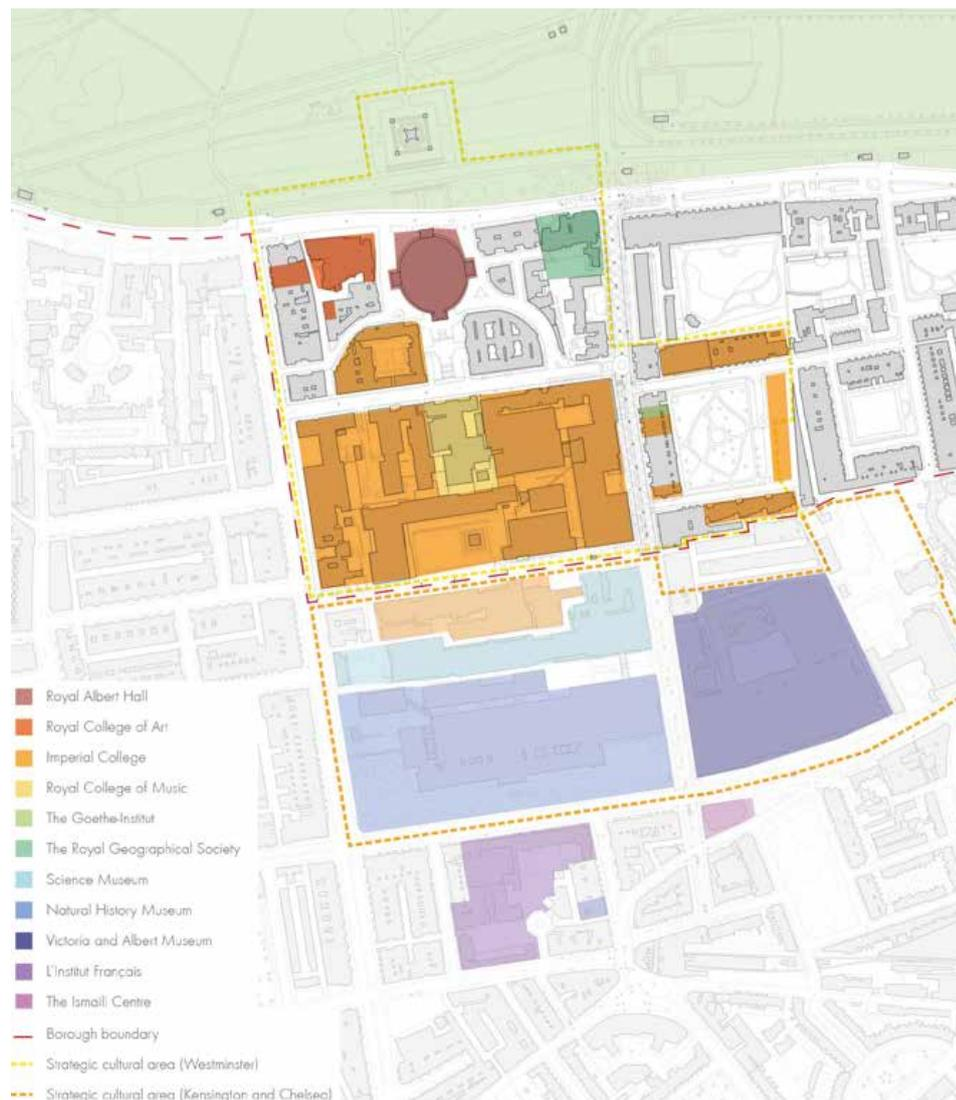 Royal Albert Hall
Royal College of Art
Imperial College
Royal College of Music
The Goethe-Institut
The Royal Geographical Society
Science Museum
Natural History Museum
Victoria and Albert Museum
L'Institut Français
The Ismaili Centre
Borough boundary
Strategic cultural area (Westminster)
Strategic cultural area (Kensington and Chelsea)